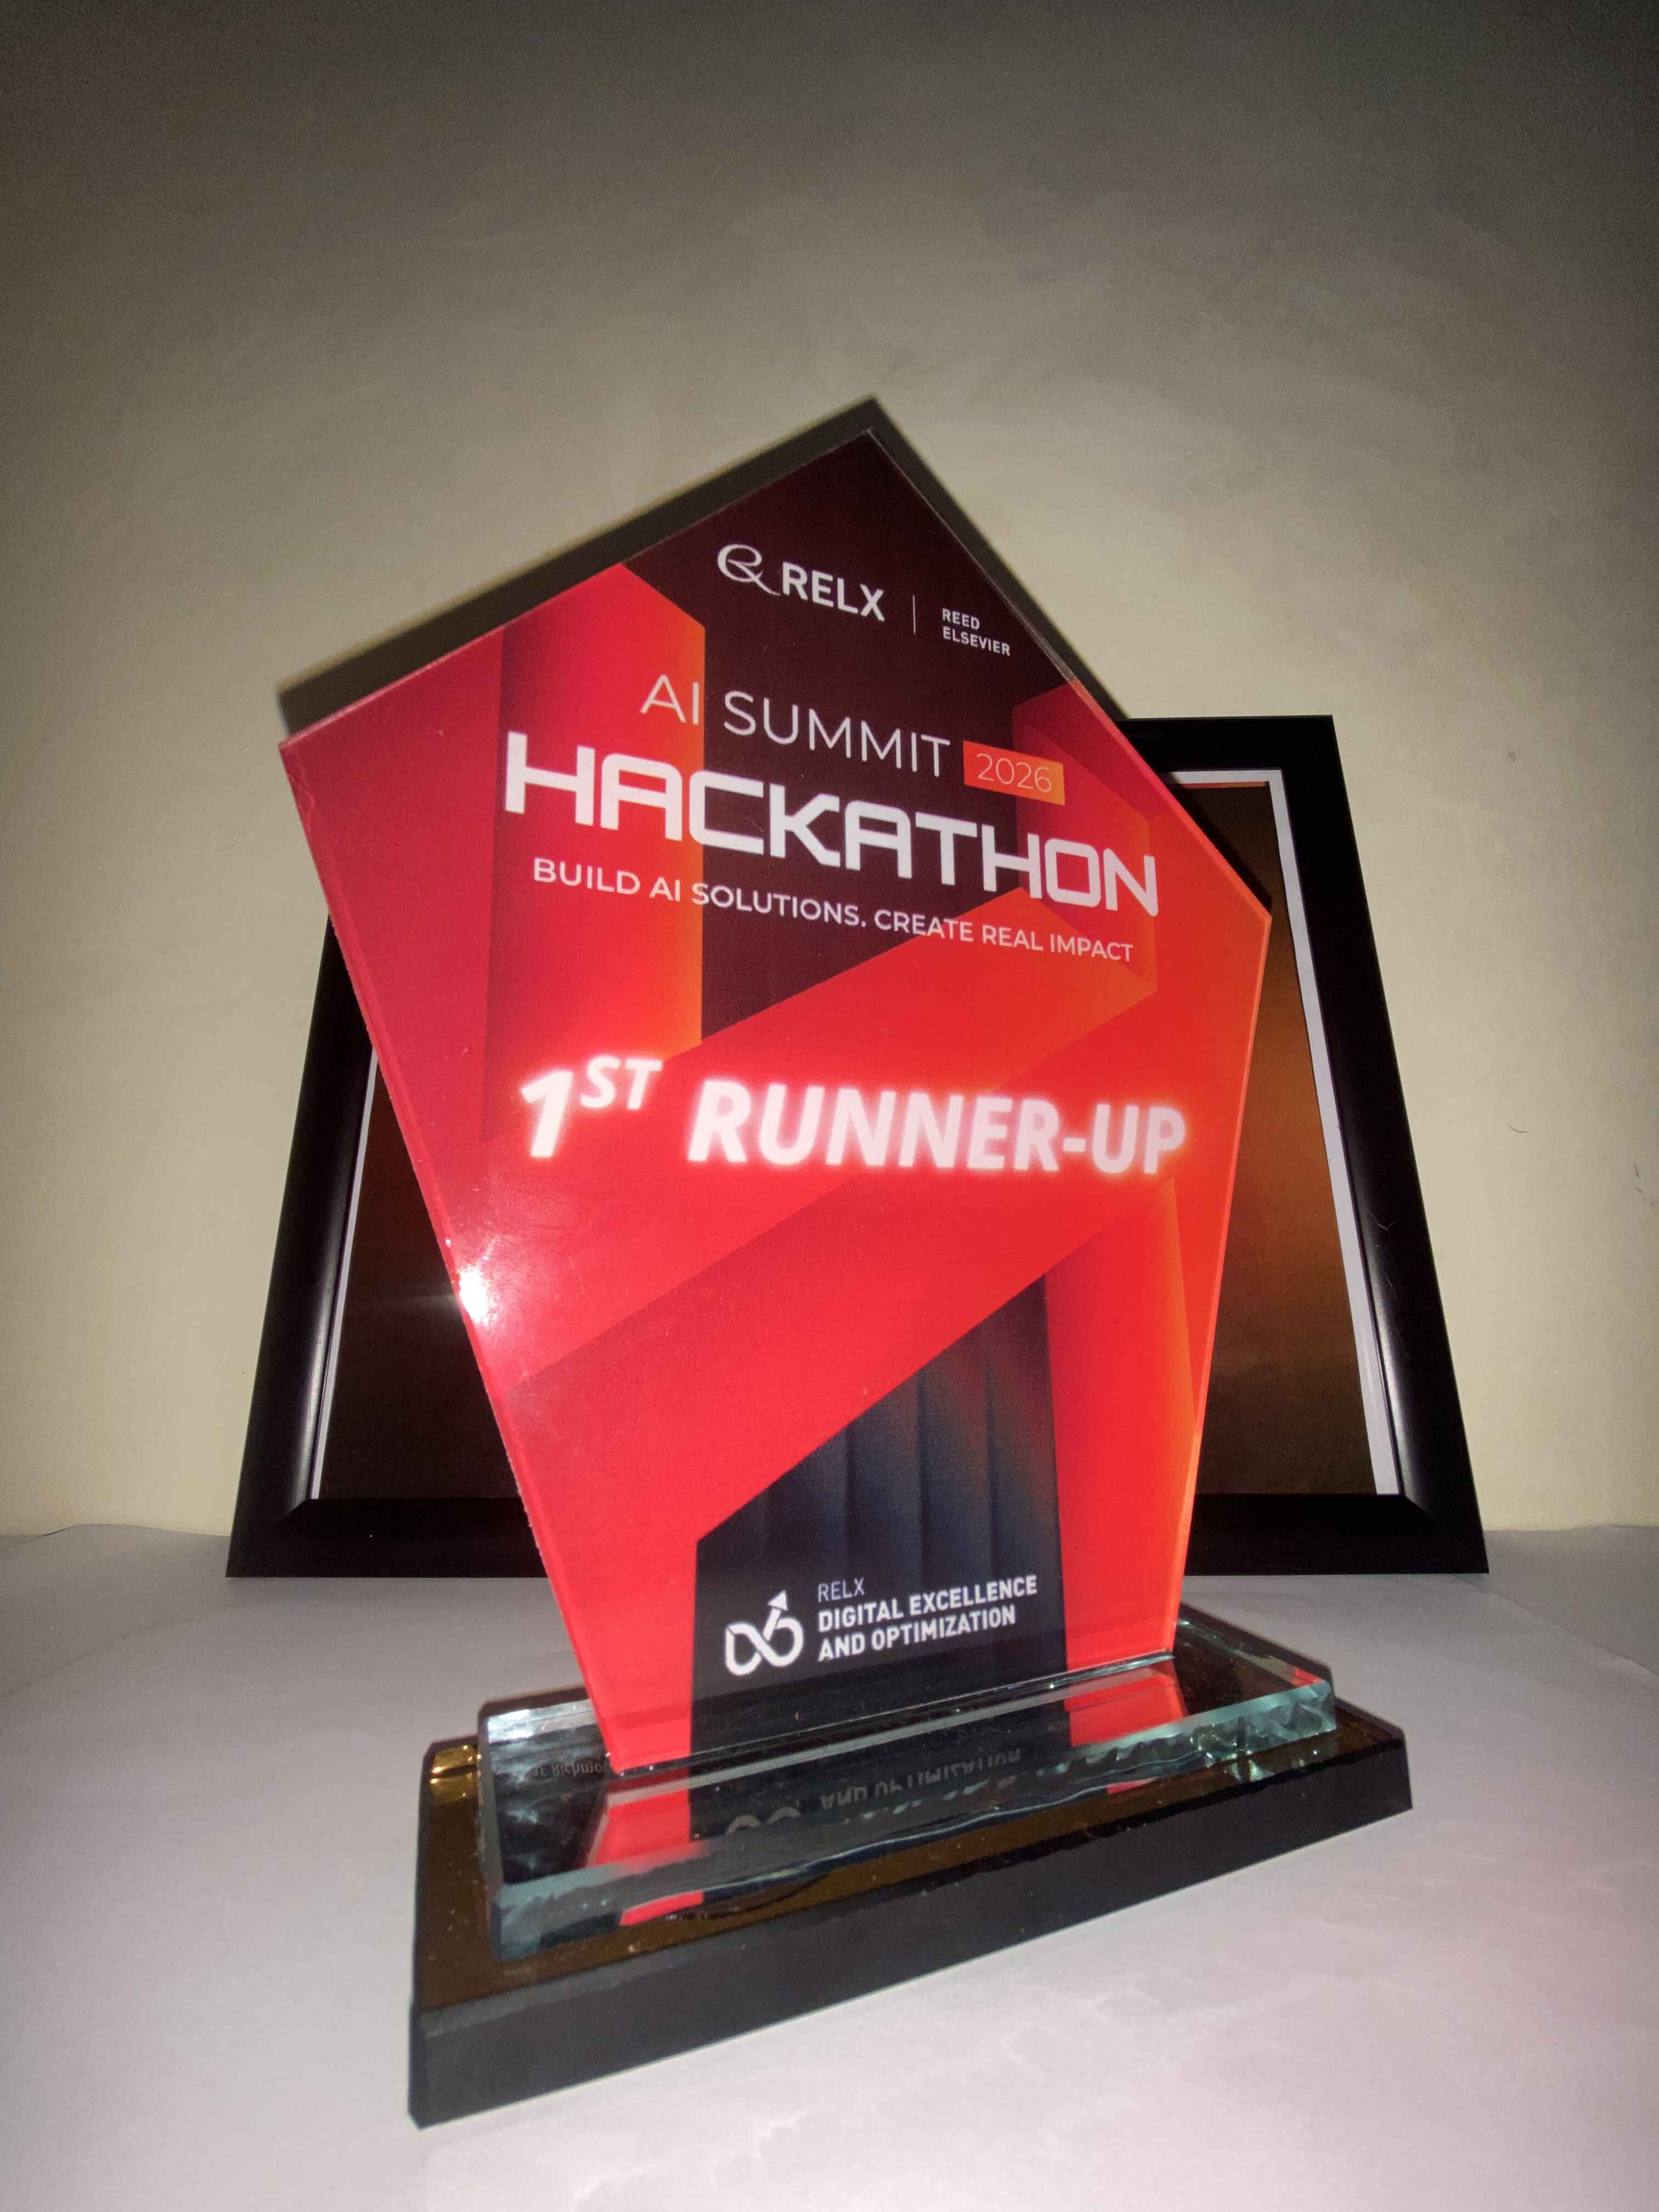 RELX
REED
ELSEVIER
AI SUMMIT 2026
HACKATHON
BUILD AI SOLUTIONS. CREATE REAL IMPACT
1ST RUNNER-UP
RELX
DIGITAL EXCELLENCE
AND OPTIMIZATION